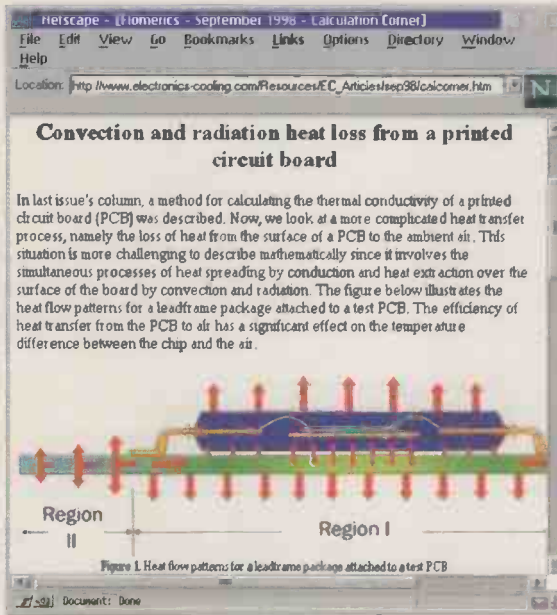 Netscape - [Flomerics - September 1998 - Calculation Corner]
File Edit View Go Bookmarks Links Options Directory Window
Help
Location: http://www.electronics-cooling.com/Resources/EC_Articles/sep98/calcorner.htm
N
Convection and radiation heat loss from a printed
circuit board
In last issue's column, a method for calculating the thermal conductivity of a printed
circuit board (PCB) was described. Now, we look at a more complicated heat transfer
process, namely the loss of heat from the surface of a PCB to the ambient air. This
situation is more challenging to describe mathematically since it involves the
simultaneous processes of heat spreading by conduction and heat extraction over the
surface of the board by convection and radiation. The figure below illustrates the
heat flow patterns for a leadframe package attached to a test PCB. The efficiency of
heat transfer from the PCB to air has a significant effect on the temperature
difference between the chip and the air.
Region
II
Region I
Figure 1. Heat flow patterns for a leadframe package attached to a test PCB
Document: Done